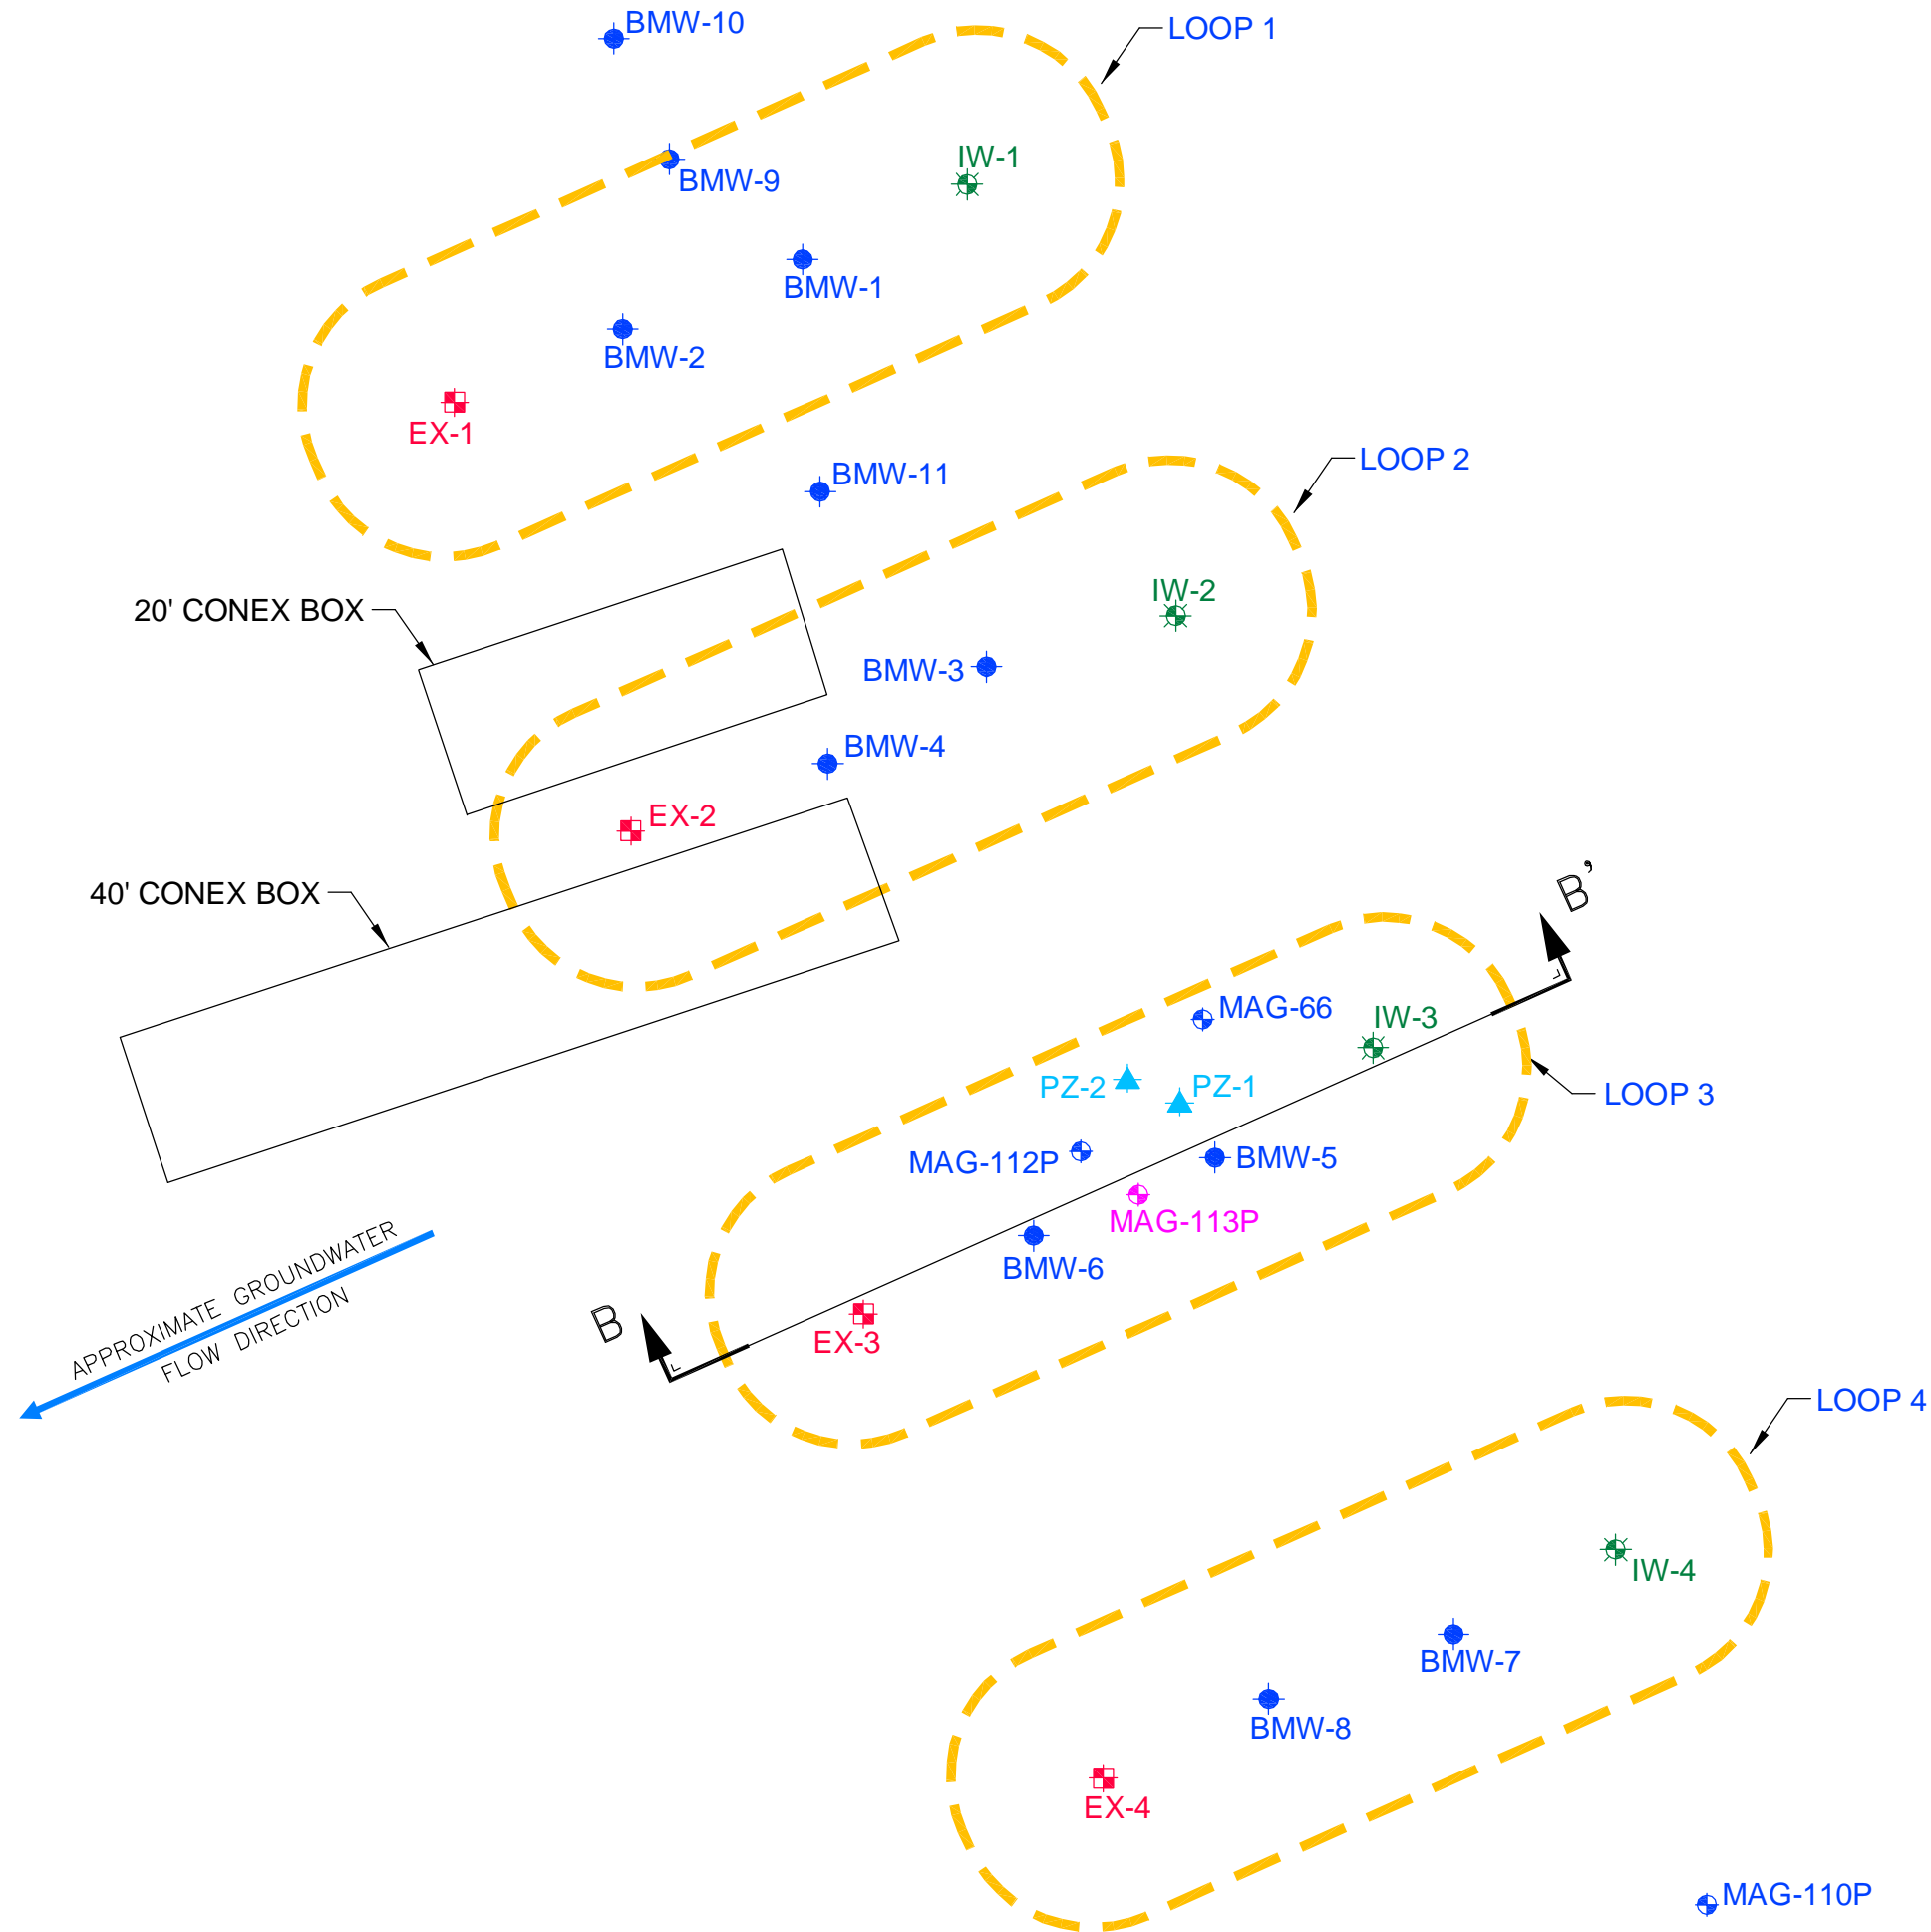 BMW-10
LOOP 1
IW-1
BMW-9
BMW-1
BMW-2
EX-1
LOOP 2
BMW-11
IW-2
20' CONEX BOX
BMW-3
BMW-4
EX-2
40' CONEX BOX
B'
MAG-66
IW-3
PZ-2
PZ-1
LOOP 3
MAG-112P
BMW-5
MAG-113P
BMW-6
APPROXIMATE GROUNDWATER
FLOW DIRECTION
B
EX-3
LOOP 4
IW-4
BMW-7
BMW-8
EX-4
MAG-110P